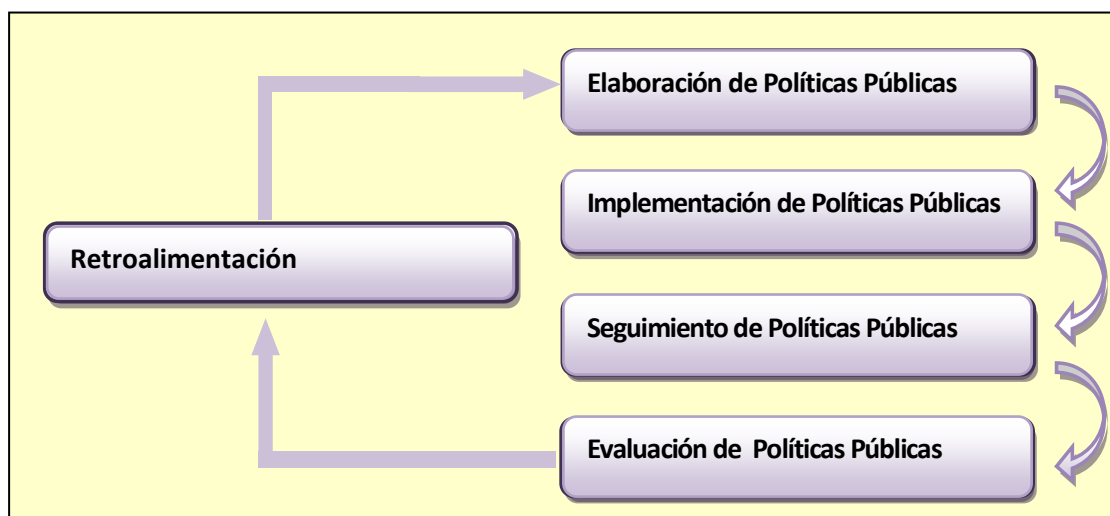 Elaboración de Políticas Públicas
Implementación de Políticas Públicas
Retroalimentación
Seguimiento de Políticas Públicas
Evaluación de Políticas Públicas